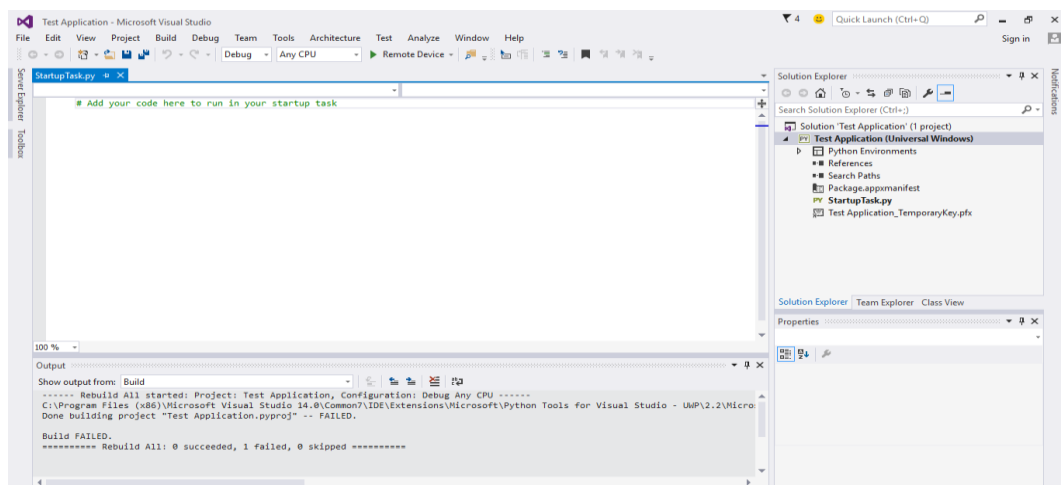 Test Application - Microsoft Visual Studio
4
Quick Launch (Ctrl+Q)
File Edit View Project Build Debug Team Tools Architecture Test Analyze Window Help
Sign in
Debug
Any CPU
Remote Device
Server Explorer
Toolbox
StartupTask.py
# Add your code here to run in your startup task
100 %
Output
Show output from: Build
------ Rebuild All started: Project: Test Application, Configuration: Debug Any CPU ------
C:\Program Files (x86)\Microsoft Visual Studio 14.0\Common7\IDE\Extensions\Microsoft\Python Tools for Visual Studio - UWP\2.2\Micro
Done building project "Test Application.pyproj" -- FAILED.
Build FAILED.
========== Rebuild All: 0 succeeded, 1 failed, 0 skipped ==========
Solution Explorer
Search Solution Explorer (Ctrl+;)
Solution 'Test Application' (1 project)
PY Test Application (Universal Windows)
Python Environments
References
Search Paths
Package.appxmanifest
PY StartupTask.py
Test Application_TemporaryKey.pfx
Solution Explorer Team Explorer Class View
Properties
Notifications